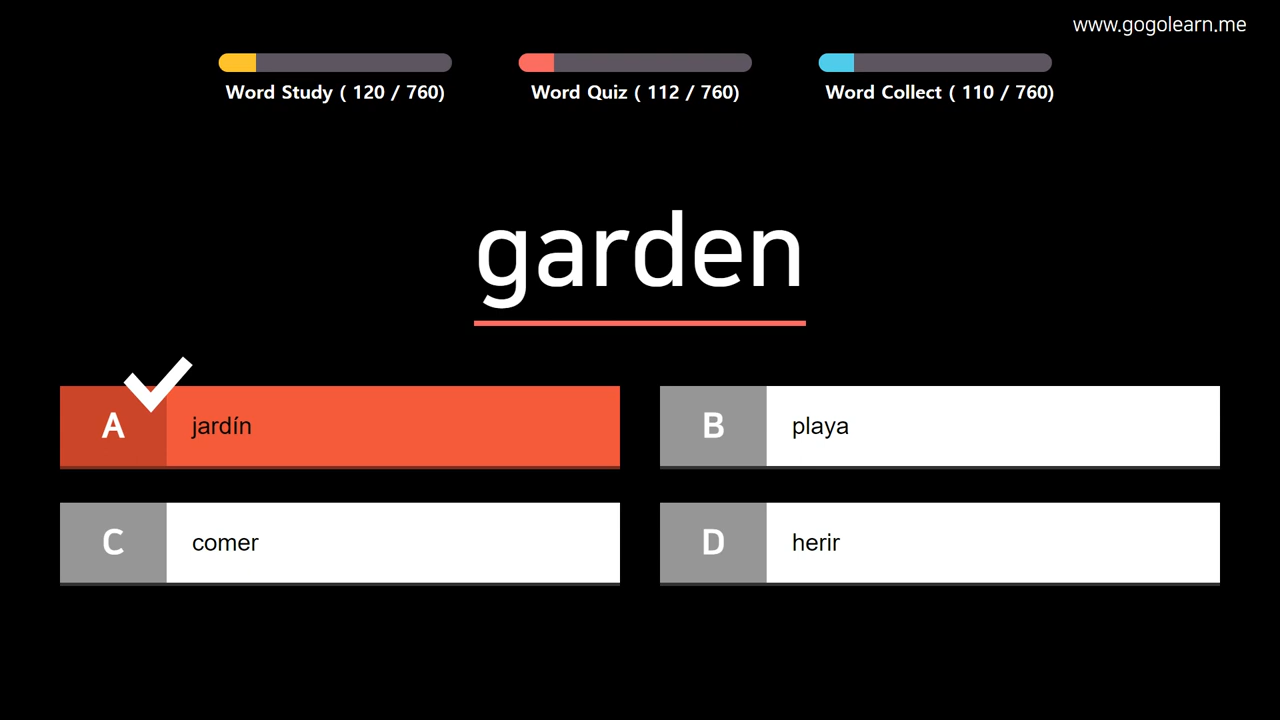 www.gogolearn.me
Word Study ( 120 / 760)
Word Quiz ( 112 / 760)
Word Collect ( 110 / 760)
garden
A jardín
B playa
C comer
D herir